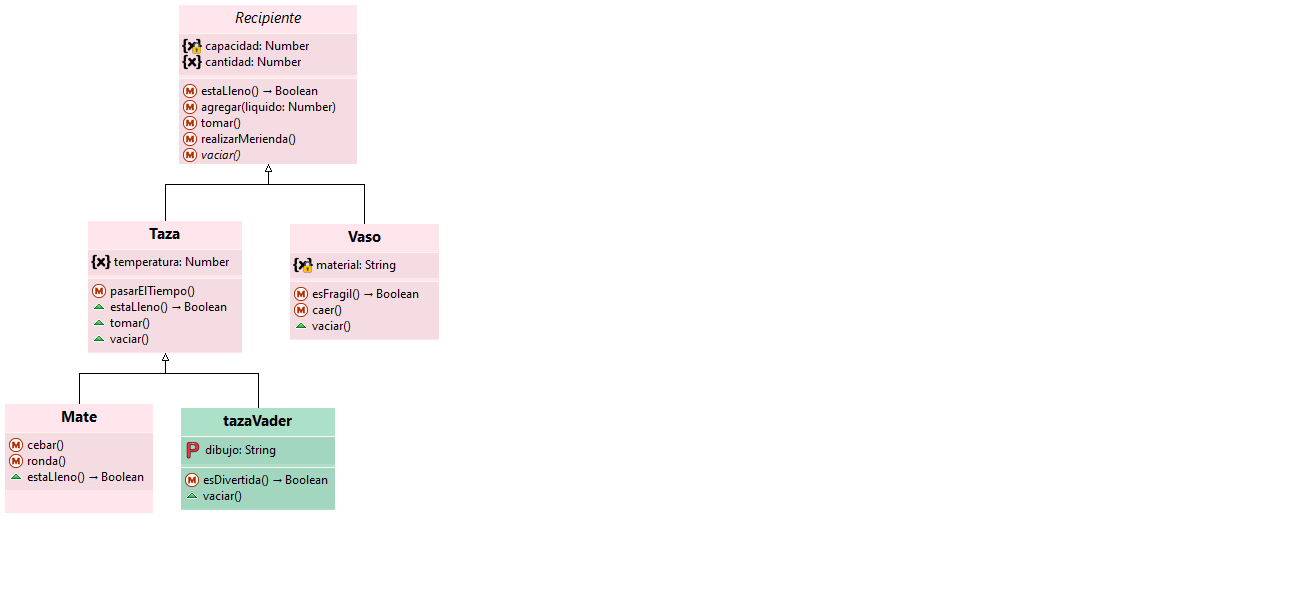 Recipiente
capacidad: Number
cantidad: Number
estaLleno() → Boolean
agregar(liquido: Number)
tomar()
realizarMerienda()
vaciar()
Taza
temperatura: Number
pasarElTiempo()
estaLleno() → Boolean
tomar()
vaciar()
Vaso
material: String
esFragil() → Boolean
caer()
vaciar()
Mate
cebar()
ronda()
estaLleno() → Boolean
tazaVader
dibujo: String
esDivertida() → Boolean
vaciar()